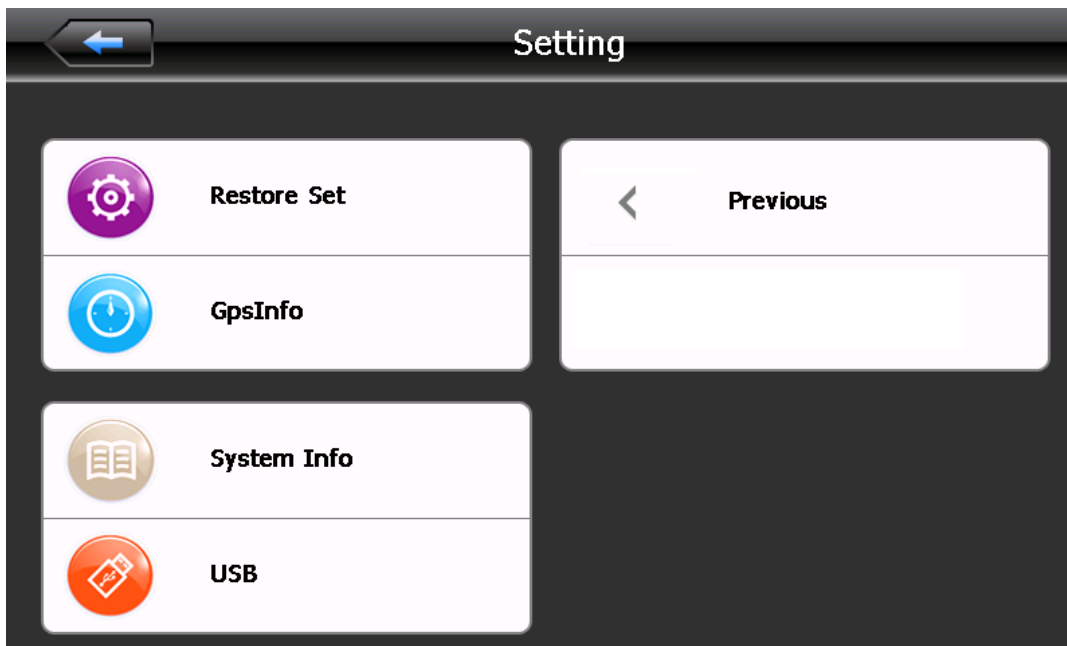 Setting
Restore Set
GpsInfo
System Info
USB
Previous